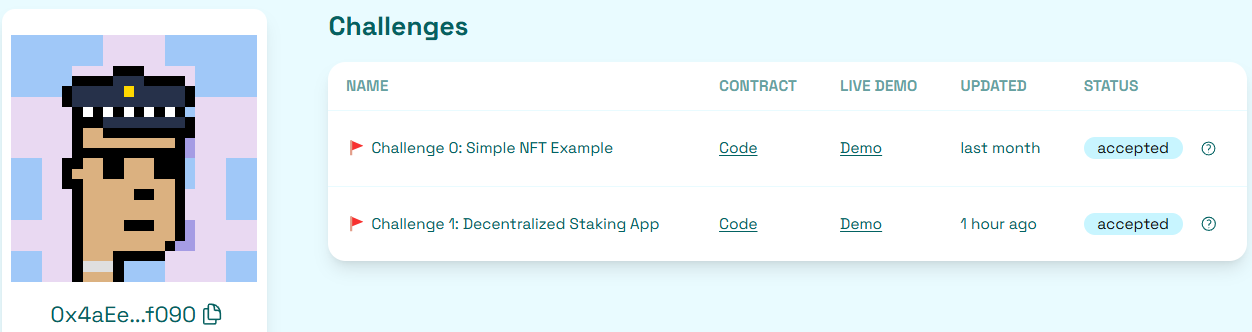 Challenges
NAME CONTRACT LIVE DEMO UPDATED STATUS
Challenge 0: Simple NFT Example Code Demo last month accepted
Challenge 1: Decentralized Staking App Code Demo 1 hour ago accepted
0x4aEe...f090